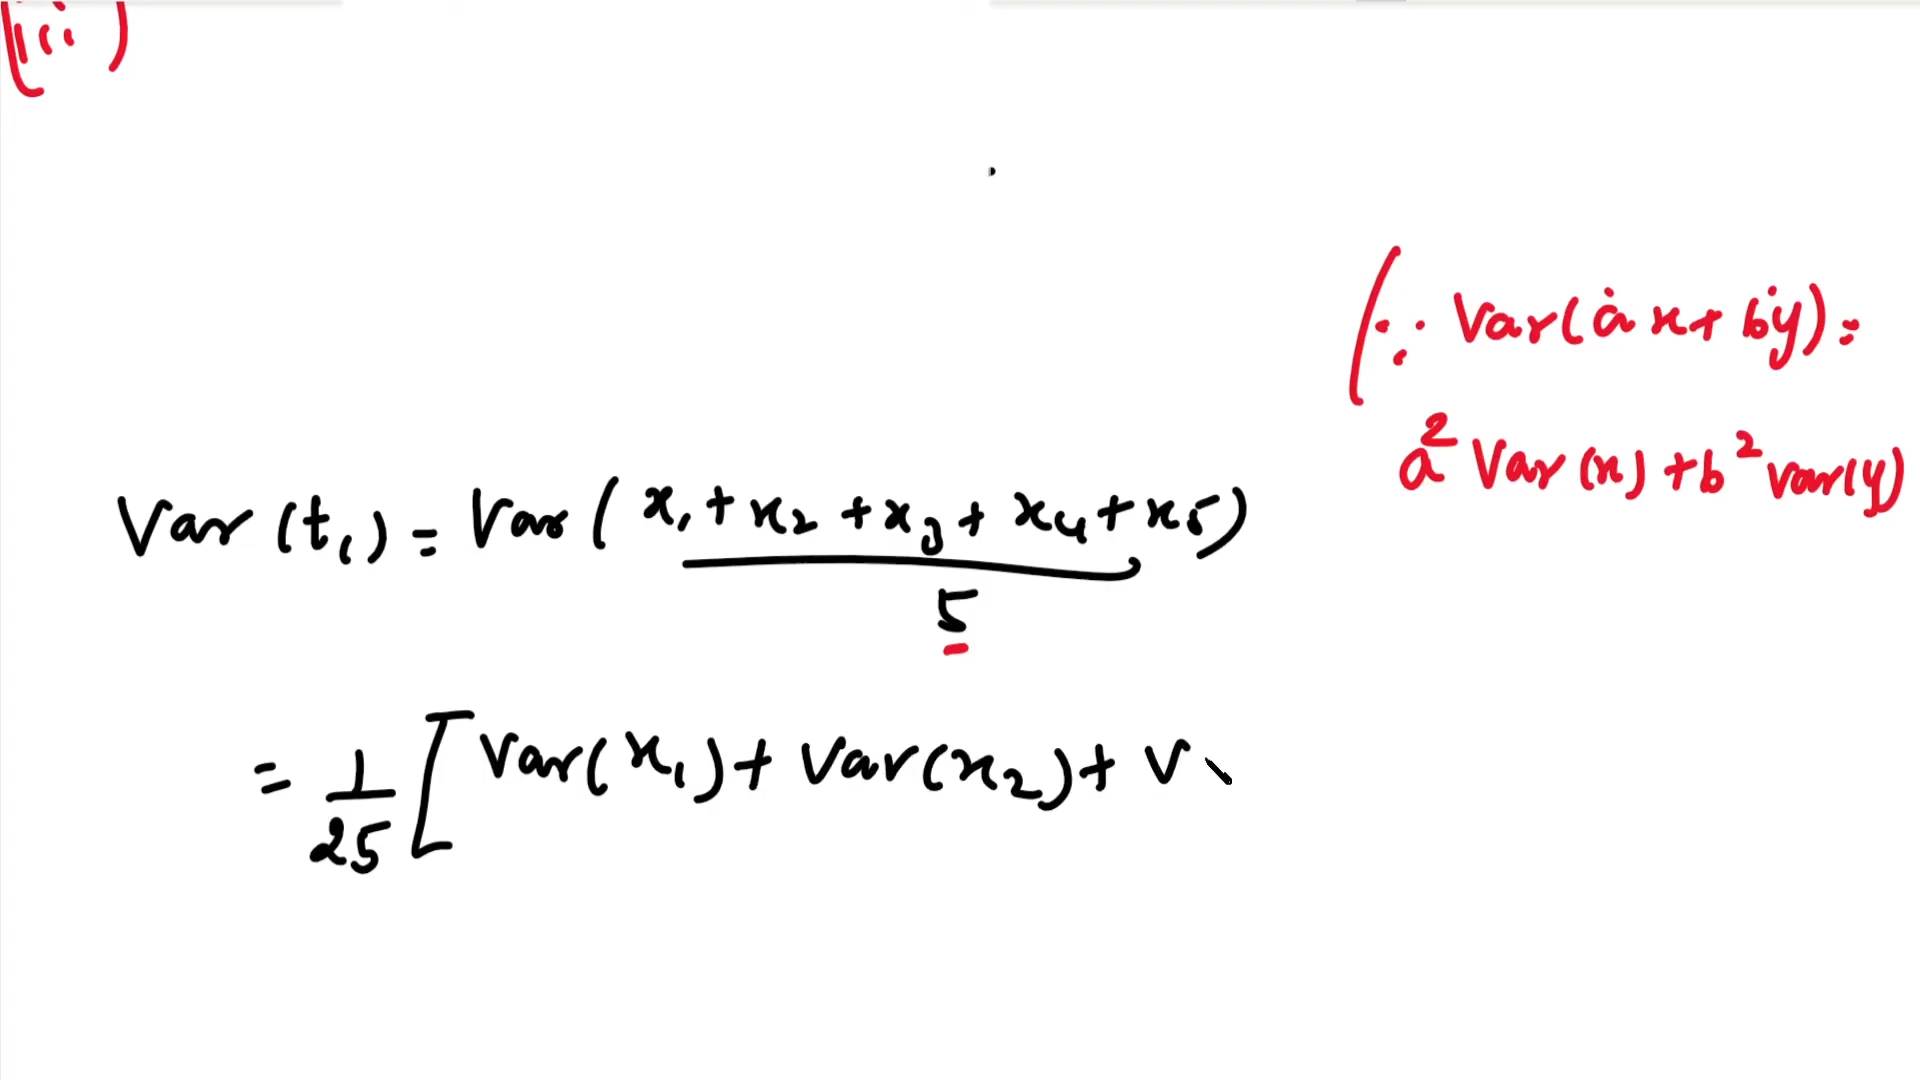 (iii)
(∵ Var(ax+by)=
a² Var(x)+b² var(y)
Var(t₁) = Var(x₁+x₂+x₃+x₄+x₅)
5
= 1/25 [Var(x₁)+Var(x₂)+V